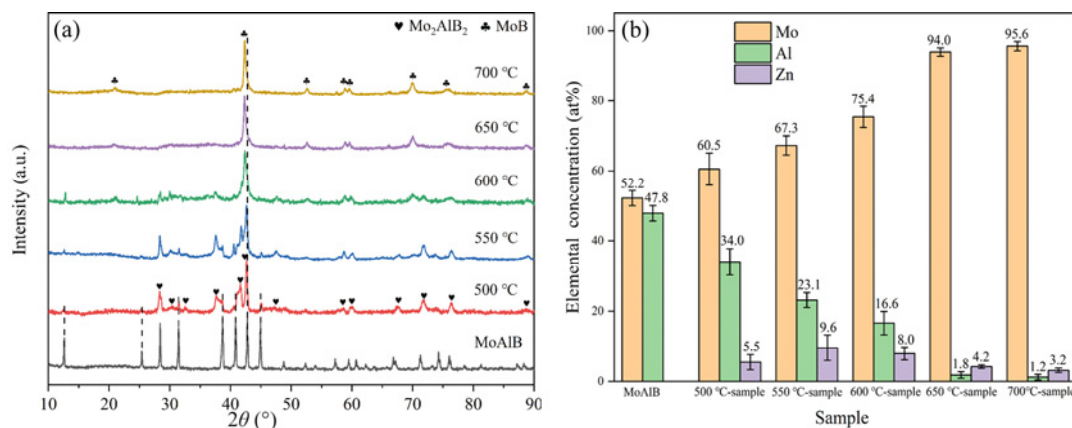 (a)
♥ Mo₂AlB₂ ♣ MoB
700 °C
650 °C
600 °C
550 °C
500 °C
MoAlB
Intensity (a.u.)
10 20 30 40 50 60 70 80 90
2θ (°)
(b)
Mo
Al
Zn
52.2 47.8
60.5 34.0 5.5
67.3 23.1 9.6
75.4 16.6 8.0
94.0 1.8 4.2
95.6 1.2 3.2
100
80
60
40
20
0
Elemental concentration (at%)
MoAlB 500 °C-sample 550 °C-sample 600 °C-sample 650 °C-sample 700°C-sample
Sample